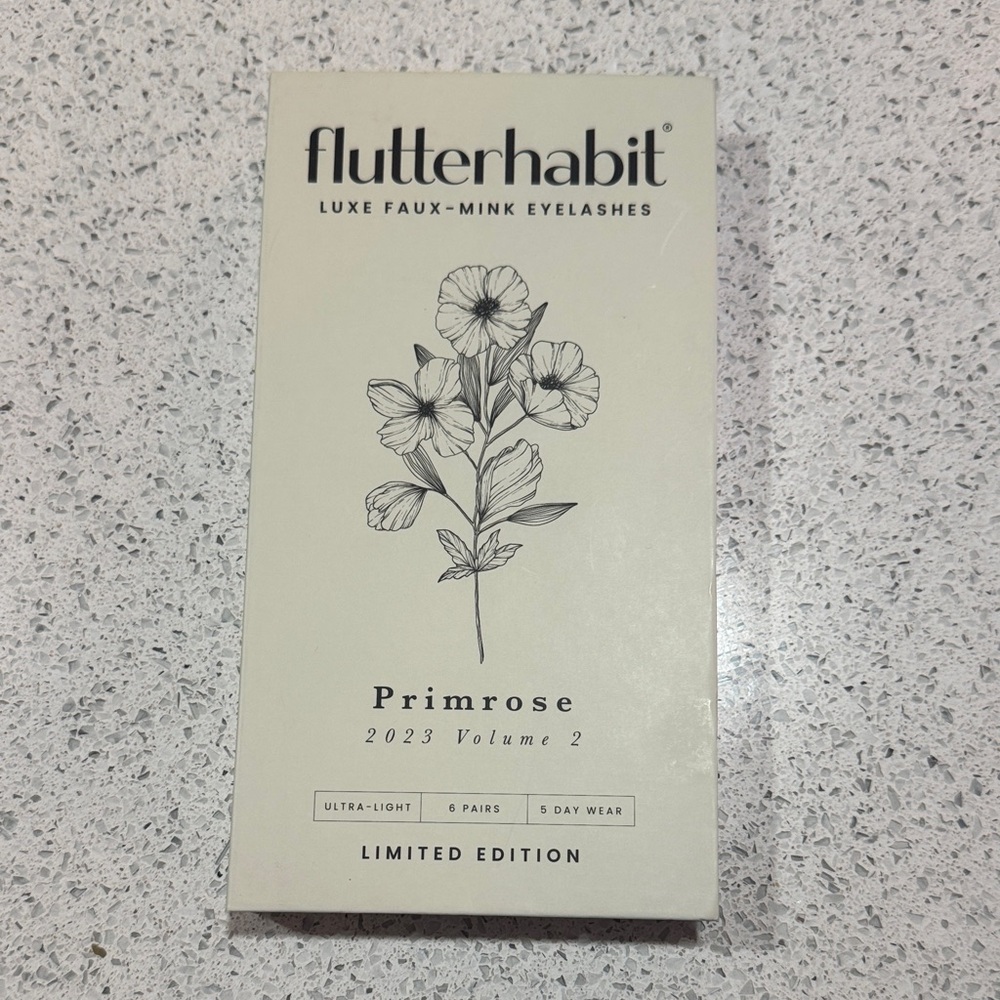 flutterhabit®
LUXE FAUX-MINK EYELASHES
Primrose
2023 Volume 2
ULTRA-LIGHT 6 PAIRS 5 DAY WEAR
LIMITED EDITION